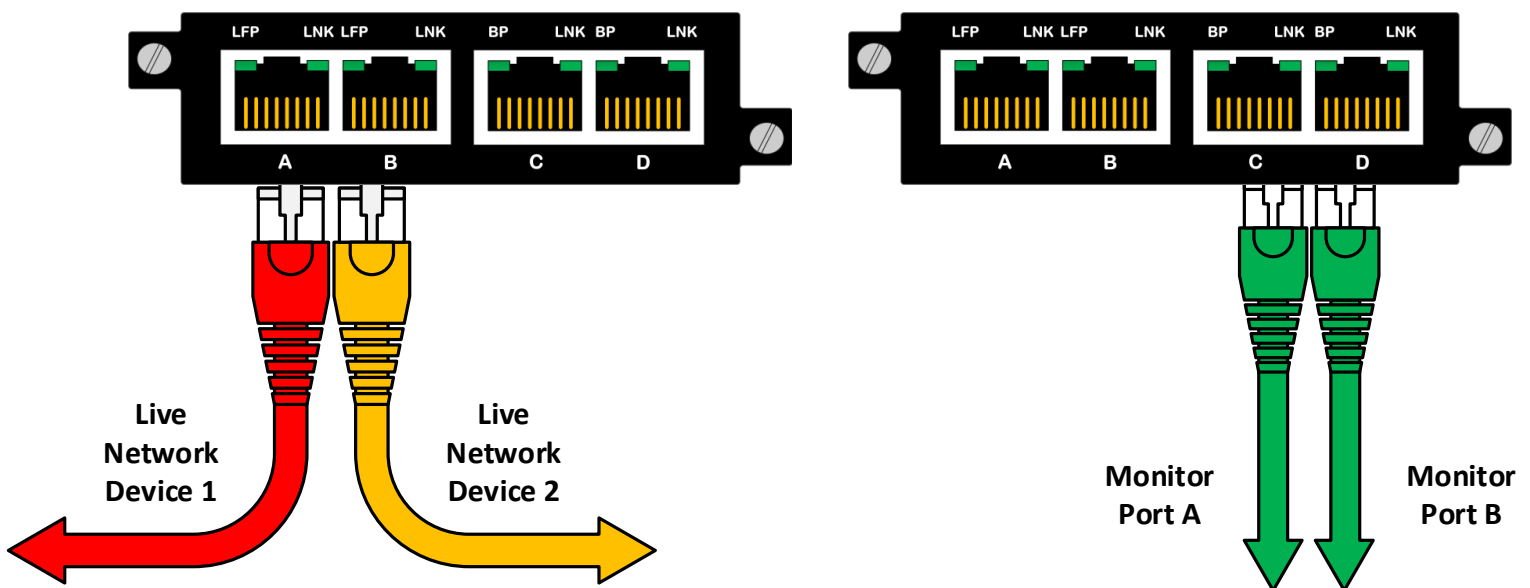 LFP LNK LFP LNK BP LNK BP LNK
A B C D
Live
Network
Device 1
Live
Network
Device 2
LFP LNK LFP LNK BP LNK BP LNK
A B C D
Monitor
Port A
Monitor
Port B